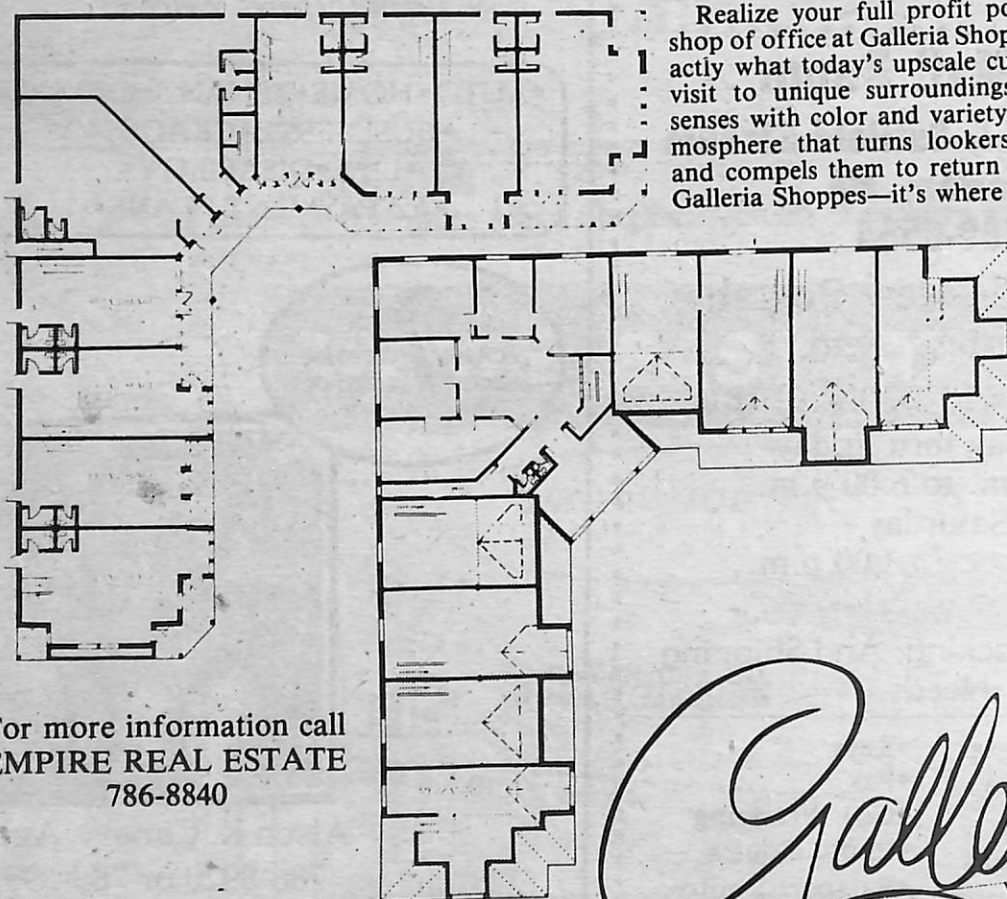 Realize your full profit po
shop of office at Galleria Shop
actly what today's upscale cu
visit to unique surroundings
senses with color and variety
mosphere that turns lookers
and compels them to return
Galleria Shoppes—it's where
or more information call
EMPIRE REAL ESTATE
786-8840
Galle